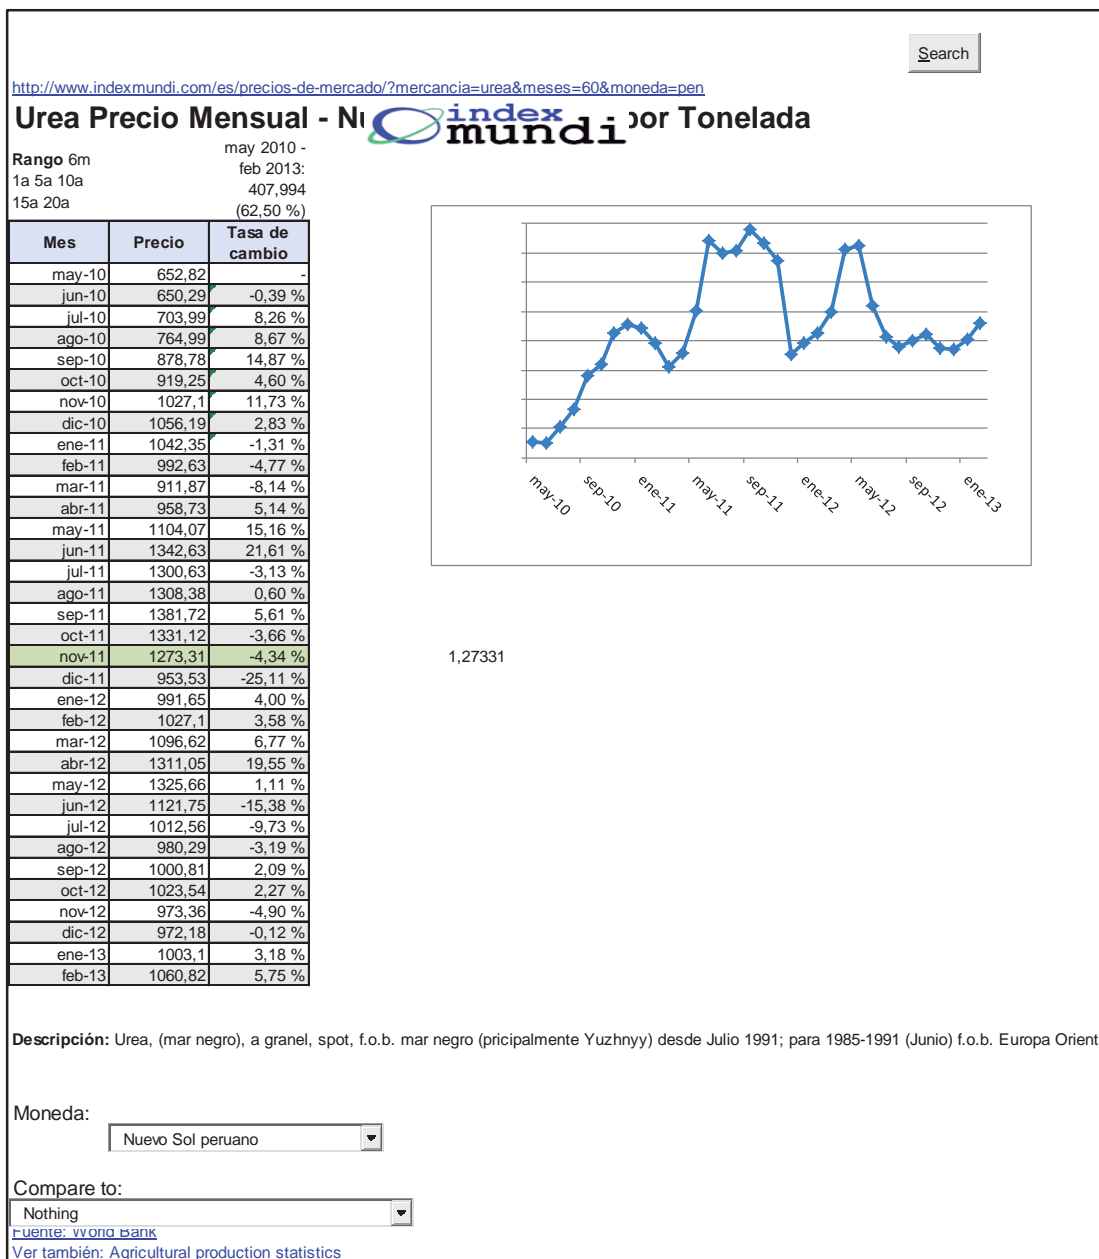 Search
http://www.indexmundi.com/es/precios-de-mercado/?mercancia=urea&meses=60&moneda=pen
Urea Precio Mensual - Nu por Tonelada
index mundi
Rango 6m
1a 5a 10a
15a 20a
may 2010 -
feb 2013:
407,994
(62,50 %)
Mes Precio Tasa de cambio
may-10 652,82 -
jun-10 650,29 -0,39 %
jul-10 703,99 8,26 %
ago-10 764,99 8,67 %
sep-10 878,78 14,87 %
oct-10 919,25 4,60 %
nov-10 1027,1 11,73 %
dic-10 1056,19 2,83 %
ene-11 1042,35 -1,31 %
feb-11 992,63 -4,77 %
mar-11 911,87 -8,14 %
abr-11 958,73 5,14 %
may-11 1104,07 15,16 %
jun-11 1342,63 21,61 %
jul-11 1300,63 -3,13 %
ago-11 1308,38 0,60 %
sep-11 1381,72 5,61 %
oct-11 1331,12 -3,66 %
nov-11 1273,31 -4,34 % 1,27331
dic-11 953,53 -25,11 %
ene-12 991,65 4,00 %
feb-12 1027,1 3,58 %
mar-12 1096,62 6,77 %
abr-12 1311,05 19,55 %
may-12 1325,66 1,11 %
jun-12 1121,75 -15,38 %
jul-12 1012,56 -9,73 %
ago-12 980,29 -3,19 %
sep-12 1000,81 2,09 %
oct-12 1023,54 2,27 %
nov-12 973,36 -4,90 %
dic-12 972,18 -0,12 %
ene-13 1003,1 3,18 %
feb-13 1060,82 5,75 %
may-10 sep-10 ene-11 may-11 sep-11 ene-12 may-12 sep-12 ene-13
Descripción: Urea, (mar negro), a granel, spot, f.o.b. mar negro (pricipalmente Yuzhnyy) desde Julio 1991; para 1985-1991 (Junio) f.o.b. Europa Orient
Moneda:
Nuevo Sol peruano
Compare to:
Nothing
Fuente: World Bank
Ver también: Agricultural production statistics